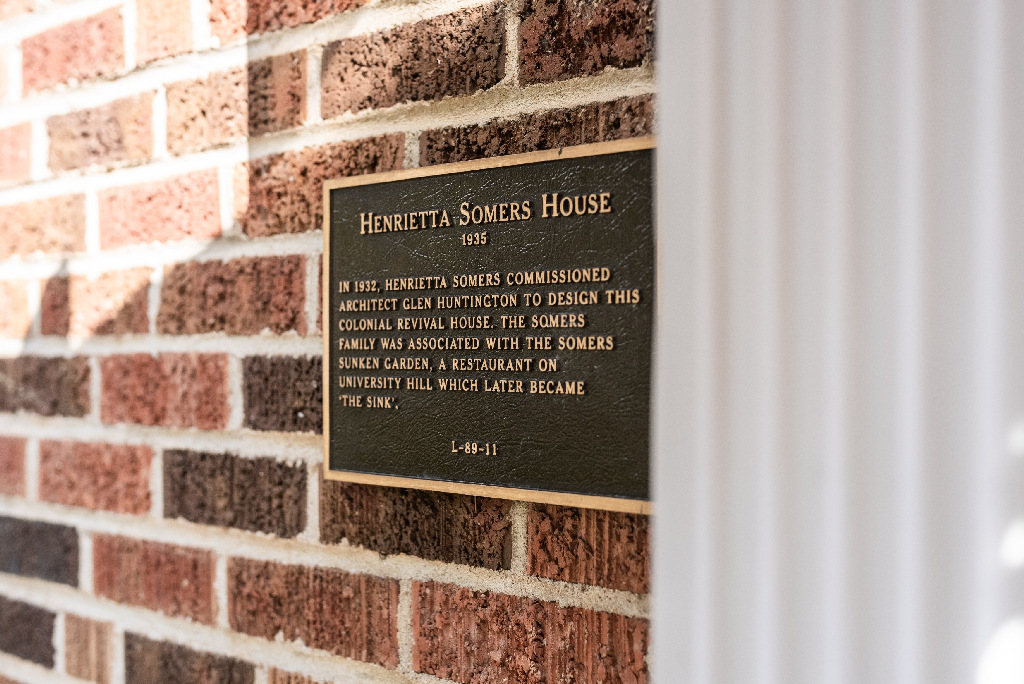 HENRIETTA SOMERS HOUSE
1935
IN 1932, HENRIETTA SOMERS COMMISSIONED
ARCHITECT GLEN HUNTINGTON TO DESIGN THIS
COLONIAL REVIVAL HOUSE. THE SOMERS
FAMILY WAS ASSOCIATED WITH THE SOMERS
SUNKEN GARDEN, A RESTAURANT ON
UNIVERSITY HILL WHICH LATER BECAME
'THE SINK'.
L-89-11